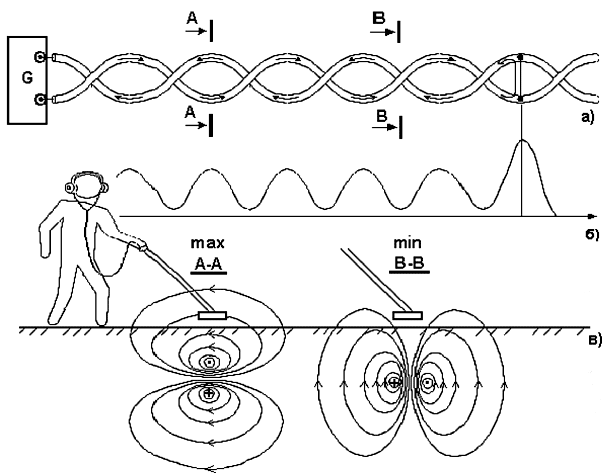 A B
G
A B
а)
б)
max min
A-A B-B
в)